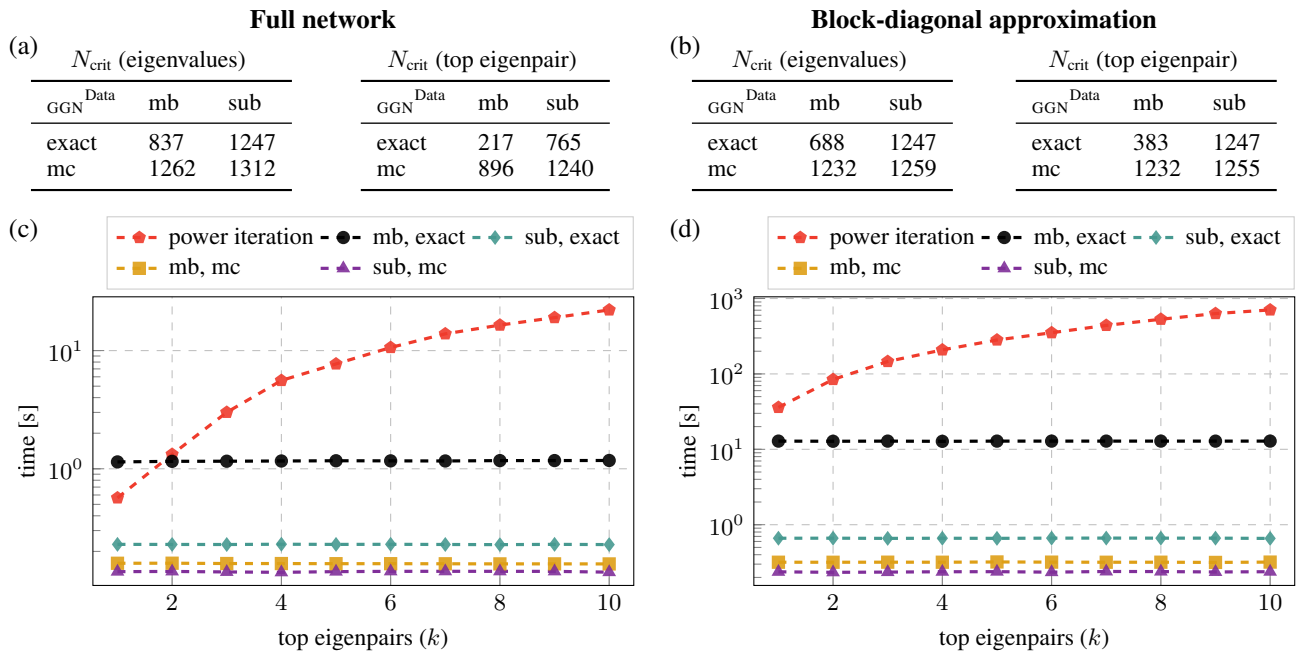 Full network
Block-diagonal approximation
(a)
N_crit (eigenvalues)
GGN^Data mb sub
exact 837 1247
mc 1262 1312
N_crit (top eigenpair)
GGN^Data mb sub
exact 217 765
mc 896 1240
(b)
N_crit (eigenvalues)
GGN^Data mb sub
exact 688 1247
mc 1232 1259
N_crit (top eigenpair)
GGN^Data mb sub
exact 383 1247
mc 1232 1255
(c)
power iteration mb, exact sub, exact
mb, mc sub, mc
10^1
10^0
time [s]
2 4 6 8 10
top eigenpairs (k)
(d)
power iteration mb, exact sub, exact
mb, mc sub, mc
10^3
10^2
10^1
10^0
time [s]
2 4 6 8 10
top eigenpairs (k)